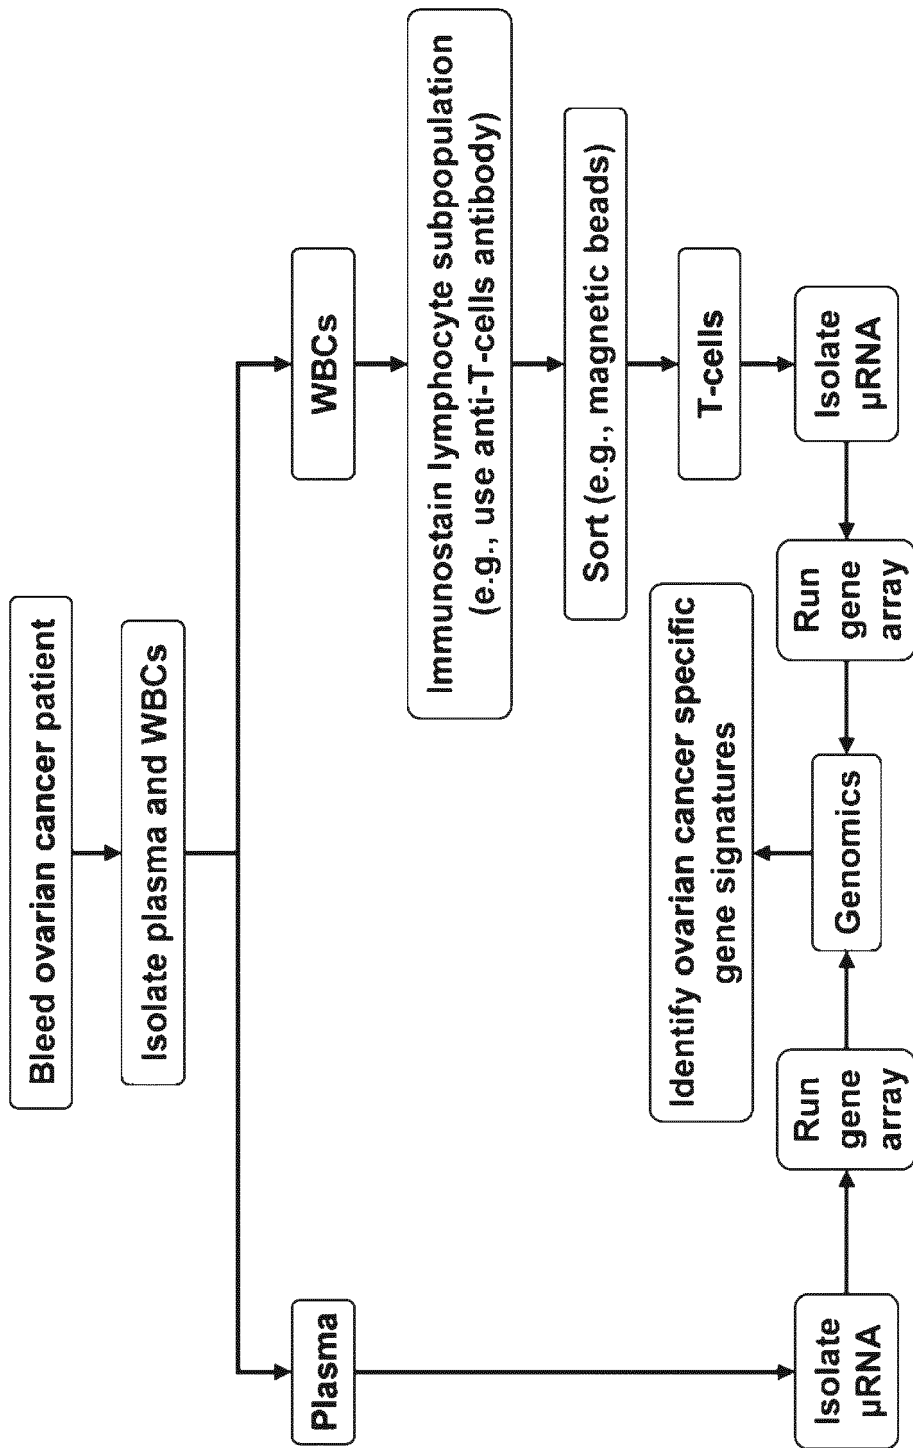 Bleed ovarian cancer patient
Isolate plasma and WBCs
Plasma
WBCs
Immunostain lymphocyte subpopulation
(e.g., use anti-T-cells antibody)
Sort (e.g., magnetic beads)
T-cells
Identify ovarian cancer specific
gene signatures
Isolate
µRNA
Run
gene
array
Genomics
Run
gene
array
Isolate
µRNA